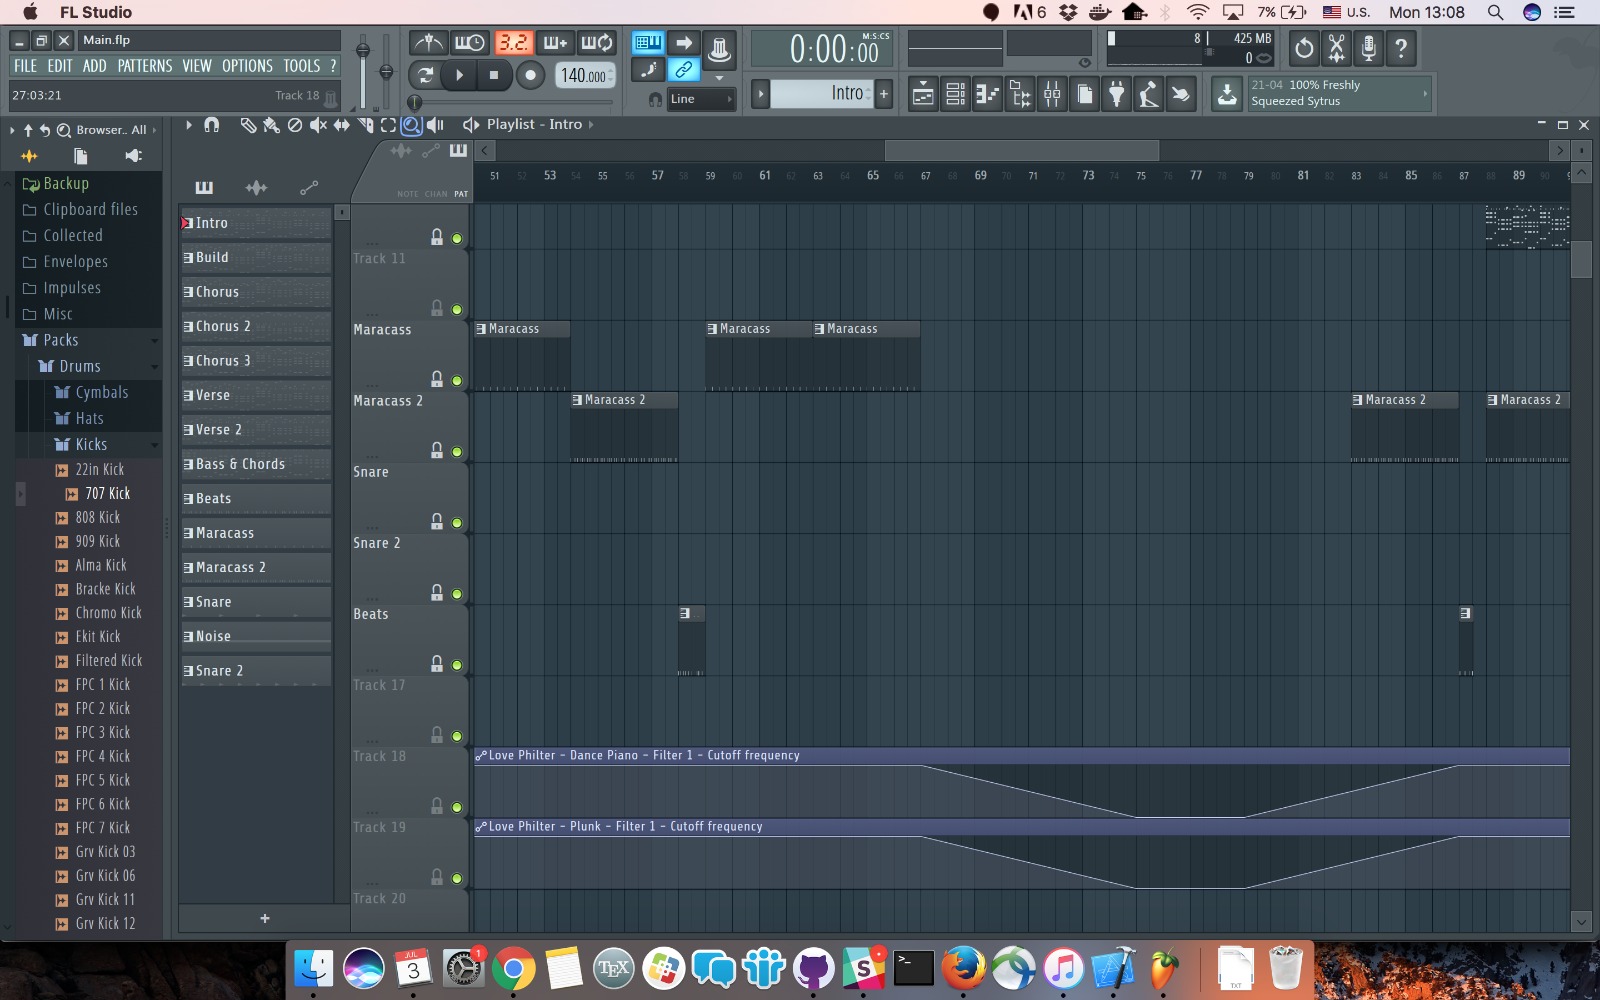 FL Studio
6
7%
U.S.
Mon 13:08
Main.flp
FILE EDIT ADD PATTERNS VIEW OPTIONS TOOLS ?
27:03:21
Track 18
3.2
140.000
Line
M:S:CS
0:00:00
Intro
8
425 MB
0
?
21-04 100% Freshly
Squeezed Sytrus
Browser.. All
Playlist - Intro
NOTE CHAN PAT
51 52 53 54 55 56 57 58 59 60 61 62 63 64 65 66 67 68 69 70 71 72 73 74 75 76 77 78 79 80 81 82 83 84 85 86 87 88 89 90
Backup
Clipboard files
Collected
Envelopes
Impulses
Misc
Packs
Drums
Cymbals
Hats
Kicks
22in Kick
707 Kick
808 Kick
909 Kick
Alma Kick
Bracke Kick
Chromo Kick
Ekit Kick
Filtered Kick
FPC 1 Kick
FPC 2 Kick
FPC 3 Kick
FPC 4 Kick
FPC 5 Kick
FPC 6 Kick
FPC 7 Kick
Grv Kick 03
Grv Kick 06
Grv Kick 11
Grv Kick 12
Intro
Build
Chorus
Chorus 2
Chorus 3
Verse
Verse 2
Bass & Chords
Beats
Maracass
Maracass 2
Snare
Noise
Snare 2
+
Track 11
Maracass
Maracass
Maracass
Maracass
Maracass 2
Maracass 2
Maracass 2
Maracass 2
Snare
Snare 2
Beats
Track 17
Track 18
Love Philter - Dance Piano - Filter 1 - Cutoff frequency
Track 19
Love Philter - Plunk - Filter 1 - Cutoff frequency
Track 20
JUL
3
1
TEX
S
>_
TXT